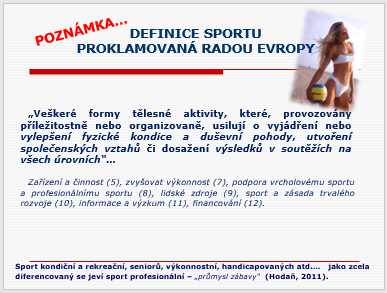 POZNÁMKA...
DEFINICE SPORTU
PROKLAMOVANÁ RADOU EVROPY
„Veškeré formy tělesné aktivity, které, provozovány
příležitostně nebo organizovaně, usilují o vyjádření nebo
vylepšení fyzické kondice a duševní pohody, utvoření
společenských vztahů či dosažení výsledků v soutěžích na
všech úrovních“…
Zařízení a činnost (5), zvyšovat výkonnost (7), podpora vrcholovému sportu
a profesionálnímu sportu (8), lidské zdroje (9), sport a zásada trvalého
rozvoje (10), informace a výzkum (11), financování (12).
Sport kondiční a rekreační, seniorů, výkonnostní, handicapovaných atd.... jako zcela
diferencovaný se jeví sport profesionální – „průmysl zábavy“ (Hodaň, 2011).